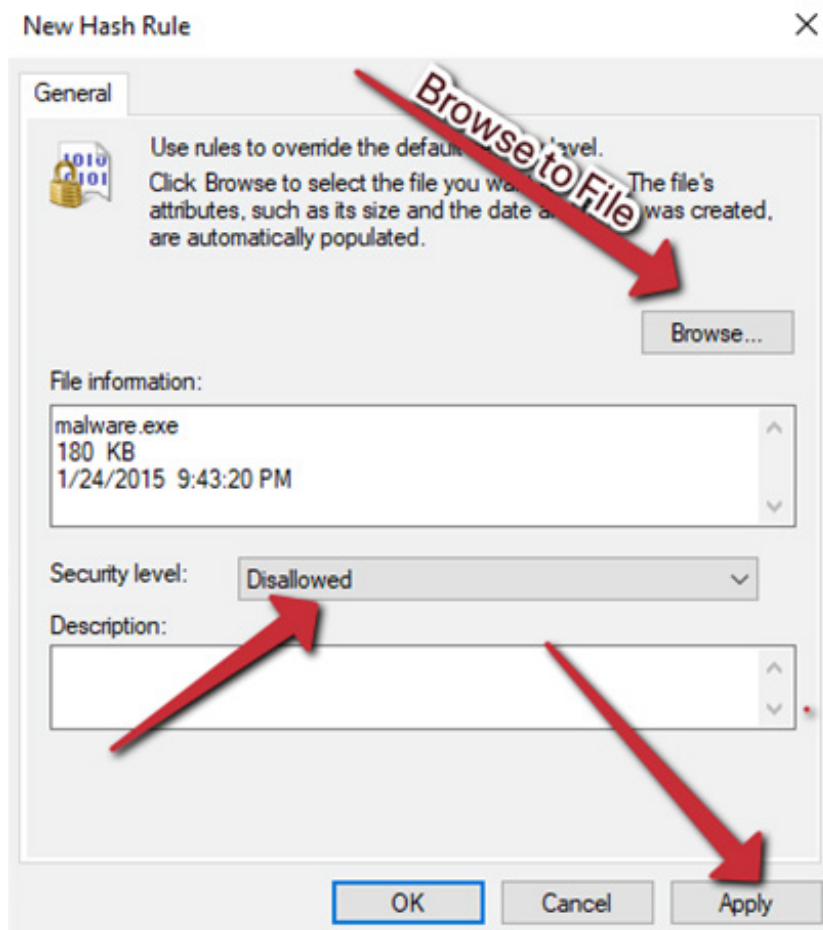 New Hash Rule
General
Use rules to override the default level.
Click Browse to select the file you The file's
attributes, such as its size and the date was created,
are automatically populated.
Browse to File
Browse...
File information:
malware.exe
180 KB
1/24/2015 9:43:20 PM
Security level:
Disallowed
Description:
OK
Cancel
Apply